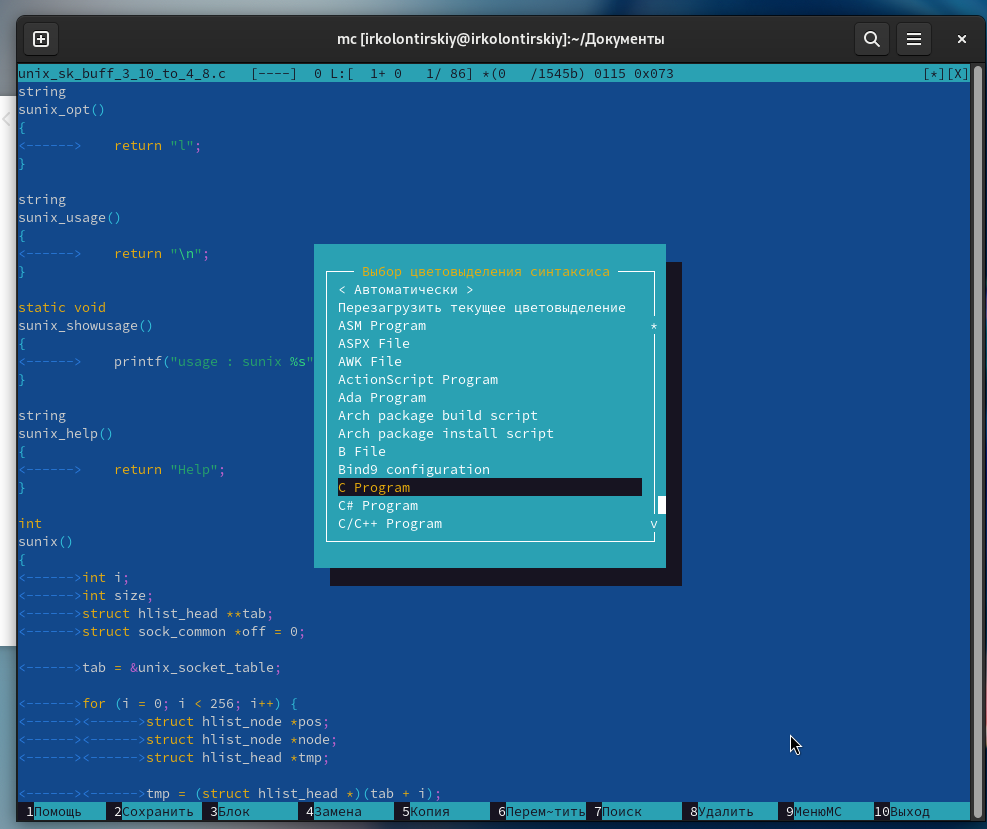 mc [irkolontirskiy@irkolontirskiy]:~/Документы
unix_sk_buff_3_10_to_4_8.c   [----]  0 L:[  1+ 0   1/ 86] *(0   /1545b) 0115 0x073 [*][X]
string
sunix_opt()
{
<------>    return "l";
}
string
sunix_usage()
{
<------>    return "\n";
}
static void
sunix_showusage()
{
<------>    printf("usage : sunix %s"
}
string
sunix_help()
{
<------>    return "Help";
}
int
sunix()
{
<------>int i;
<------>int size;
<------>struct hlist_head **tab;
<------>struct sock_common *off = 0;
<------>tab = &unix_socket_table;
<------>for (i = 0; i < 256; i++) {
<------><------>struct hlist_node *pos;
<------><------>struct hlist_node *node;
<------><------>struct hlist_head *tmp;
<------><------>tmp = (struct hlist_head *)(tab + i);
Выбор цветовыделения синтаксиса
< Автоматически >
Перезагрузить текущее цветовыделение
ASM Program *
ASPX File
AWK File
ActionScript Program
Ada Program
Arch package build script
Arch package install script
B File
Bind9 configuration
C Program
C# Program
C/C++ Program v
1Помощь 2Сохранить 3Блок 4Замена 5Копия 6Перем~тить 7Поиск 8Удалить 9МенюМС 10Выход